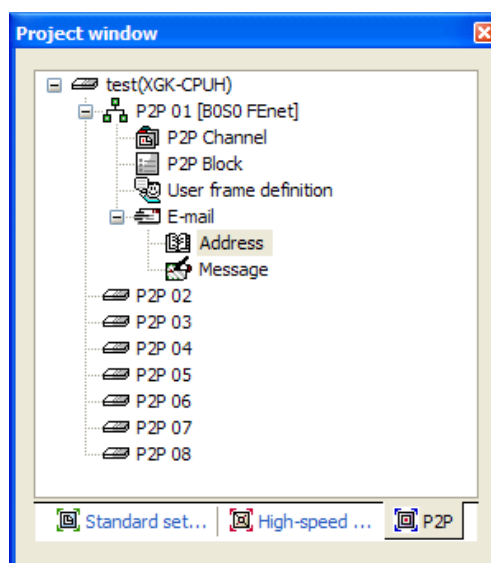 Project window
test(XGK-CPUH)
P2P 01 [B0S0 FEnet]
P2P Channel
P2P Block
User frame definition
E-mail
Address
Message
P2P 02
P2P 03
P2P 04
P2P 05
P2P 06
P2P 07
P2P 08
Standard set... High-speed ... P2P